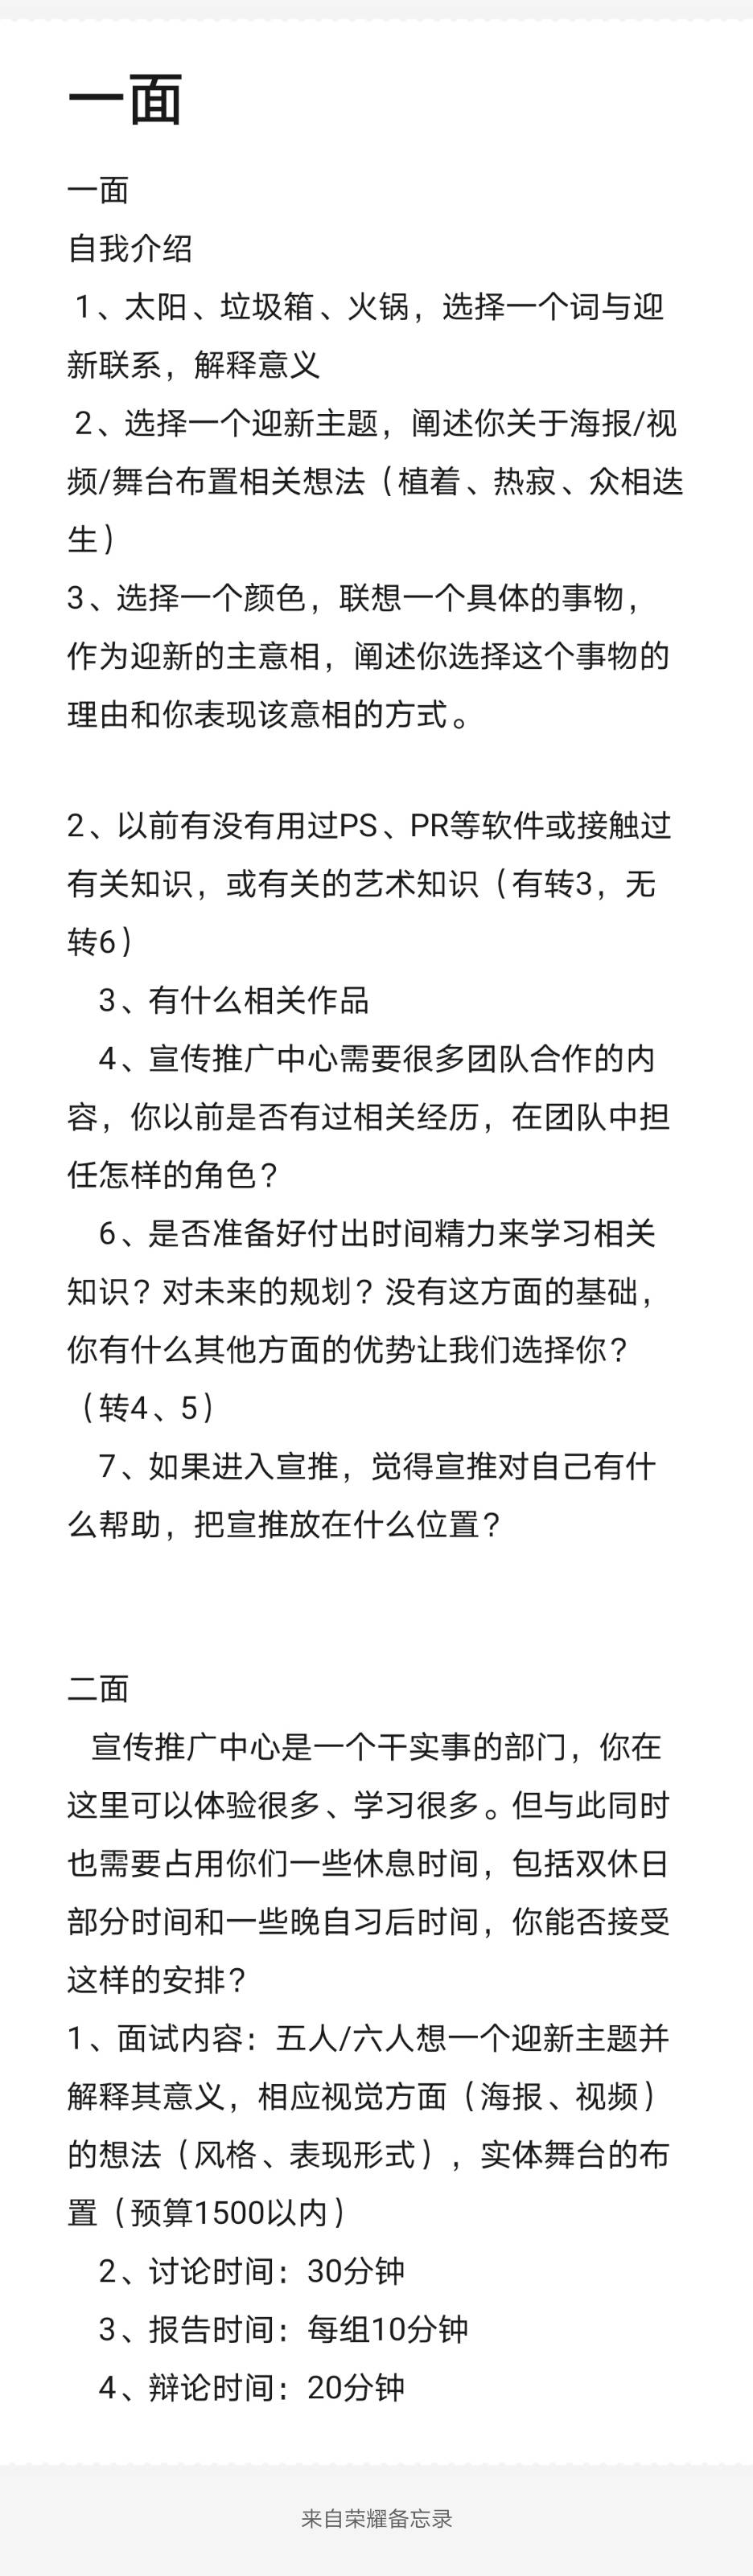 一面
一面
自我介绍
1、太阳、垃圾箱、火锅，选择一个词与迎
新联系，解释意义
2、选择一个迎新主题，阐述你关于海报/视
频/舞台布置相关想法（植着、热寂、众相迭
生）
3、选择一个颜色，联想一个具体的事物，
作为迎新的主意相，阐述你选择这个事物的
理由和你表现该意相的方式。
2、以前有没有用过PS、PR等软件或接触过
有关知识，或有关的艺术知识（有转3，无
转6）
3、有什么相关作品
4、宣传推广中心需要很多团队合作的内
容，你以前是否有过相关经历，在团队中担
任怎样的角色？
6、是否准备好付出时间精力来学习相关
知识？对未来的规划？没有这方面的基础，
你有什么其他方面的优势让我们选择你？
（转4、5）
7、如果进入宣推，觉得宣推对自己有什
么帮助，把宣推放在什么位置？
二面
宣传推广中心是一个干实事的部门，你在
这里可以体验很多、学习很多。但与此同时
也需要占用你们一些休息时间，包括双休日
部分时间和一些晚自习后时间，你能否接受
这样的安排？
1、面试内容：五人/六人想一个迎新主题并
解释其意义，相应视觉方面（海报、视频）
的想法（风格、表现形式），实体舞台的布
置（预算1500以内）
2、讨论时间：30分钟
3、报告时间：每组10分钟
4、辩论时间：20分钟
来自荣耀备忘录